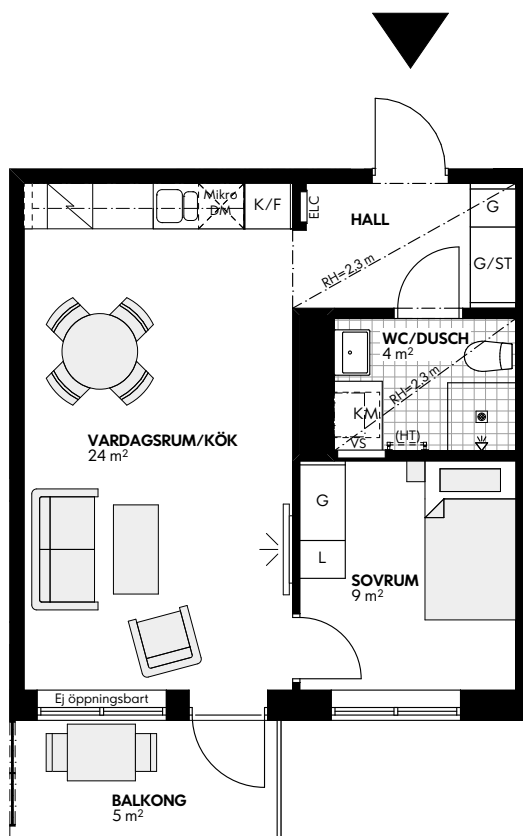 Mikro
DM
K/F
ELC
HALL
G
G/ST
RH=2,3 m
WC/DUSCH
4 m²
RH=2,3 m
KM
VS
(HT)
VARDAGSRUM/KÖK
24 m²
G
L
SOVRUM
9 m²
Ej öppningsbart
BALKONG
5 m²